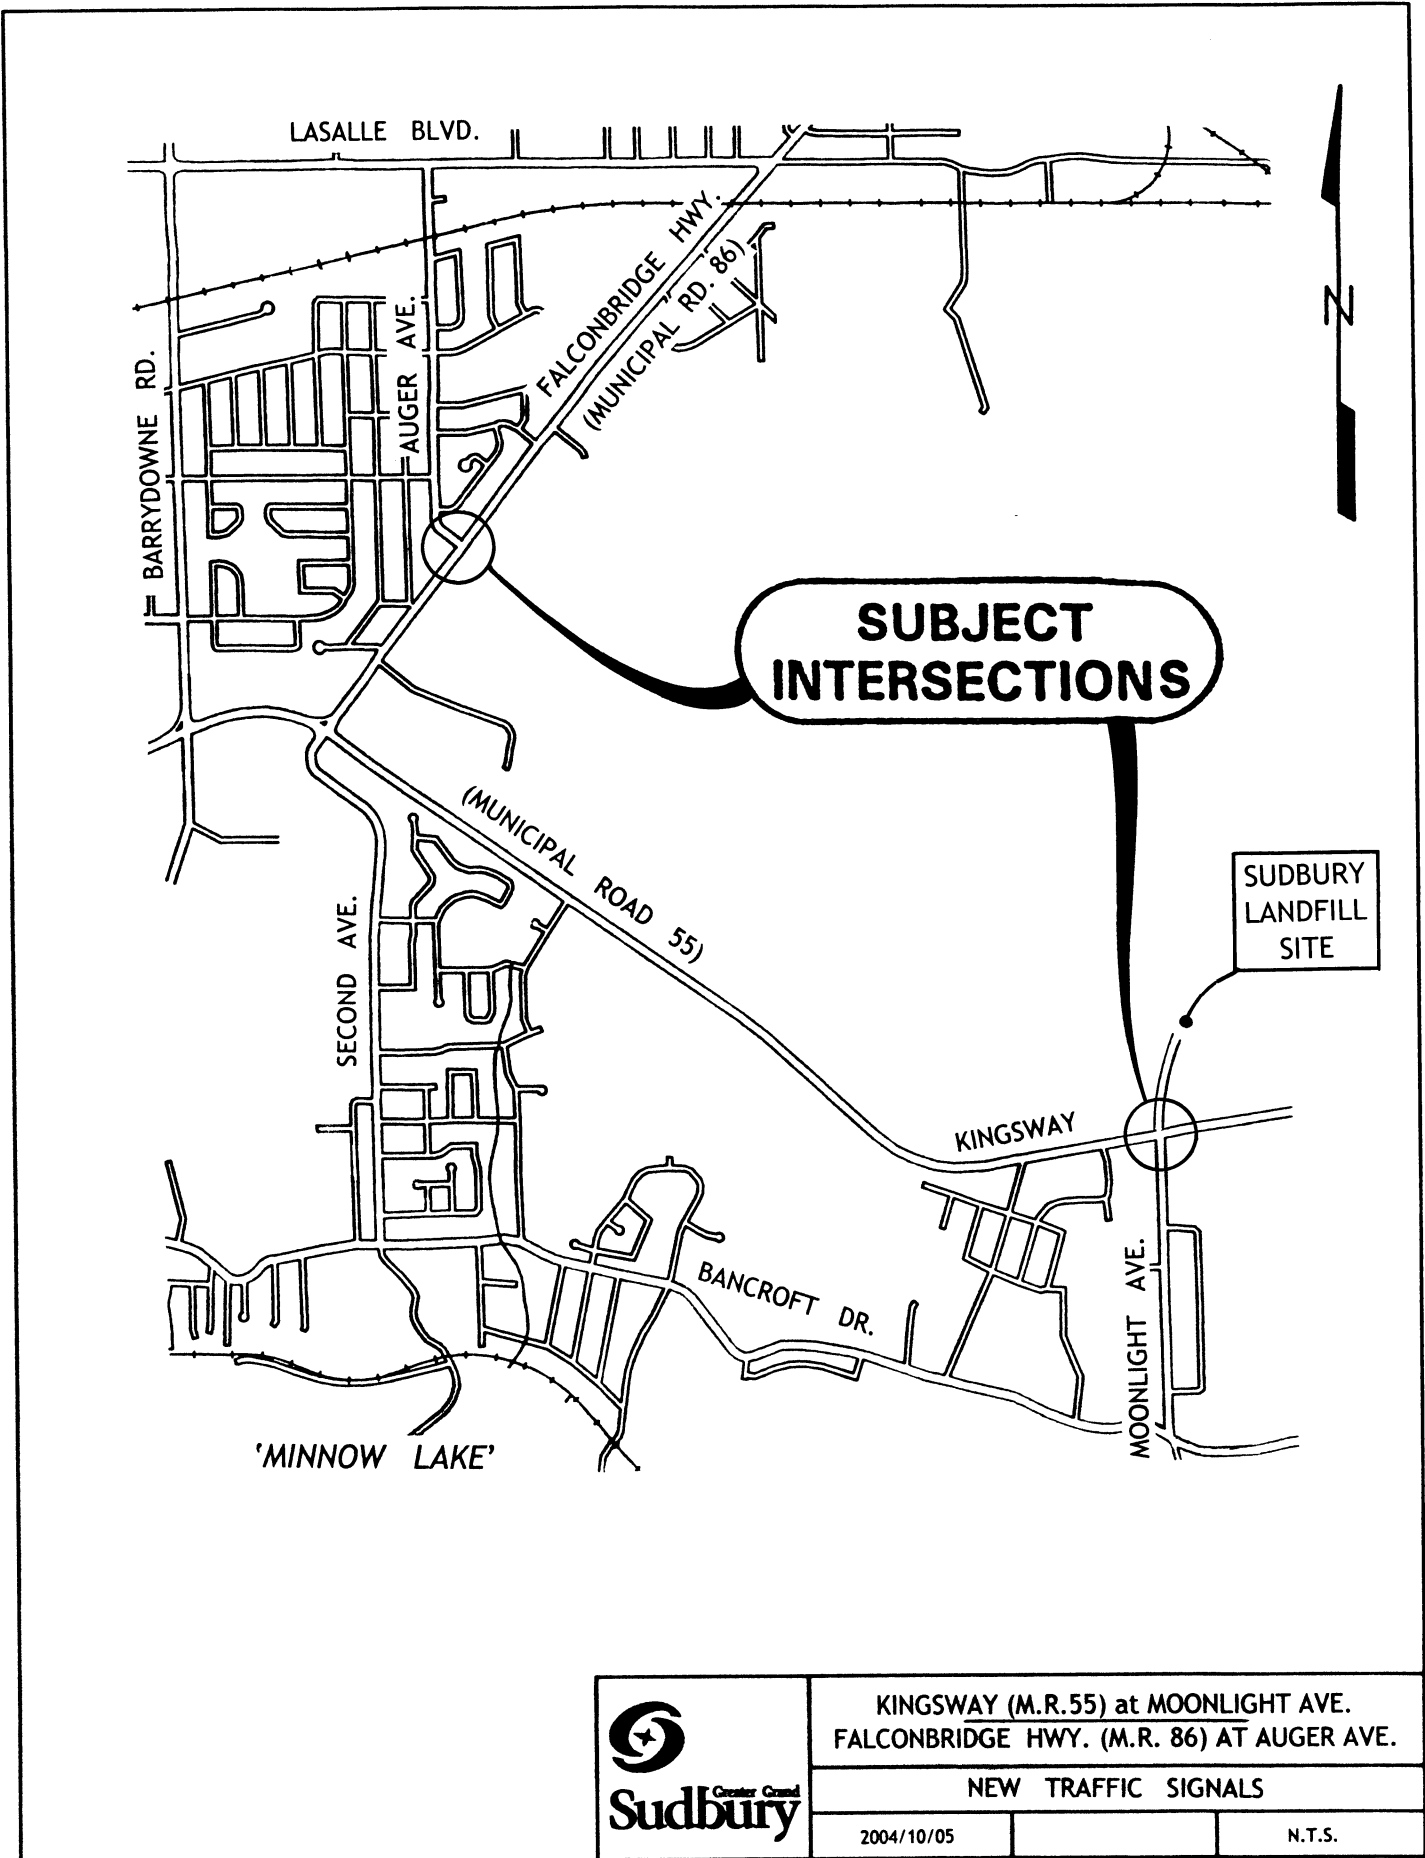 LASALLE BLVD.
FALCONBRIDGE HWY.
(MUNICIPAL RD. 86)
AUGER AVE.
BARRYDOWNE RD.
N
SUBJECT
INTERSECTIONS
(MUNICIPAL ROAD 55)
SUDBURY
LANDFILL
SITE
SECOND AVE.
KINGSWAY
BANCROFT DR.
MOONLIGHT AVE.
'MINNOW LAKE'
KINGSWAY (M.R.55) at MOONLIGHT AVE.
FALCONBRIDGE HWY. (M.R. 86) AT AUGER AVE.
NEW TRAFFIC SIGNALS
Greater Grand
Sudbury
2004/10/05
N.T.S.